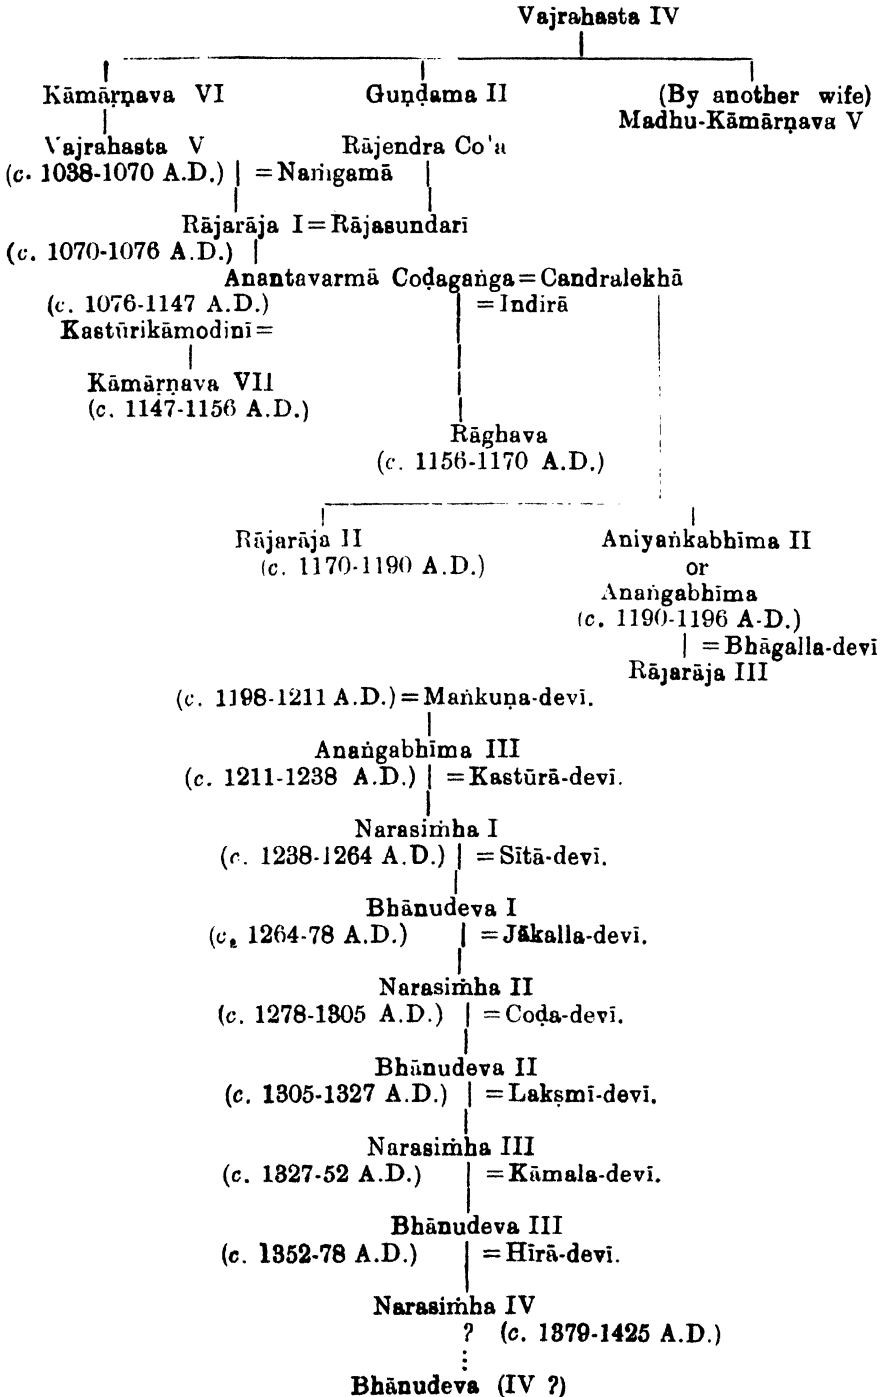 Vajrahasta IV
Kāmārṇava VI Guṇḍama II (By another wife)
Madhu-Kāmārṇava V
Vajrahasta V Rājendra Co'a
(c. 1038-1070 A.D.) = Naṁgamā
Rājarāja I = Rājasundarī
(c. 1070-1076 A.D.)
Anantavarmā Coḍagaṅga = Candralekhā
(c. 1076-1147 A.D.) = Indirā
Kastūrikāmodinī =
Kāmārṇava VII
(c. 1147-1156 A.D.)
Rāghava
(c. 1156-1170 A.D.)
Rājarāja II Aniyaṅkabhīma II
(c. 1170-1190 A.D.) or
Anaṅgabhīma
(c. 1190-1196 A-D.)
= Bhāgalla-devī
Rājarāja III
(c. 1198-1211 A.D.) = Maṅkuṇa-devī.
Anaṅgabhīma III
(c. 1211-1238 A.D.) = Kastūrā-devī.
Narasiṁha I
(c. 1238-1264 A.D.) = Sītā-devī.
Bhānudeva I
(c. 1264-78 A.D.) = Jākalla-devī.
Narasiṁha II
(c. 1278-1305 A.D.) = Coḍa-devī.
Bhānudeva II
(c. 1305-1327 A.D.) = Lakṣmī-devī.
Narasiṁha III
(c. 1327-52 A.D.) = Kāmala-devī.
Bhānudeva III
(c. 1352-78 A.D.) = Hīrā-devī.
Narasiṁha IV
? (c. 1379-1425 A.D.)
Bhānudeva (IV ?)